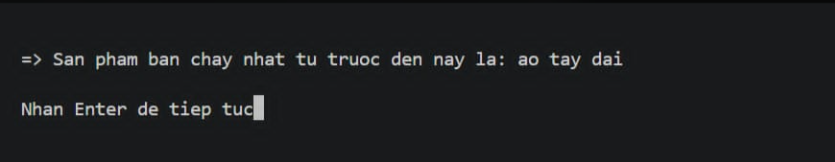 => San pham ban chay nhat tu truoc den nay la: ao tay dai
Nhan Enter de tiep tuc